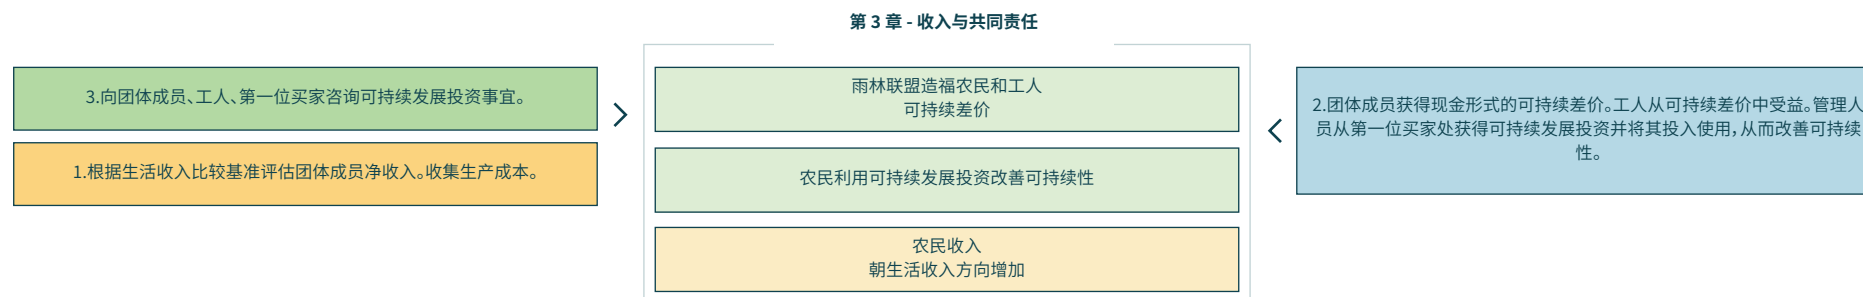 第 3 章 - 收入与共同责任
3.向团体成员、工人、第一位买家咨询可持续发展投资事宜。
1.根据生活收入比较基准评估团体成员净收入。收集生产成本。
雨林联盟造福农民和工人
可持续差价
农民利用可持续发展投资改善可持续性
农民收入
朝生活收入方向增加
2.团体成员获得现金形式的可持续差价。工人从可持续差价中受益。管理人
员从第一位买家处获得可持续发展投资并将其投入使用，从而改善可持续
性。